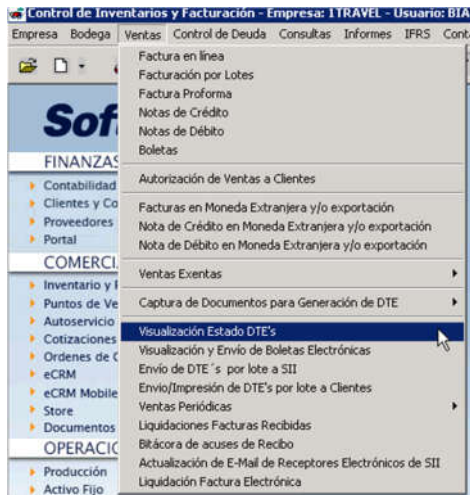 Control de Inventarios y Facturación - Empresa: 1TRAVEL - Usuario: BIA
Empresa Bodega Ventas Control de Deuda Consultas Informes IFRS Cont
Factura en línea
Facturación por Lotes
Factura Proforma
Notas de Crédito
Notas de Débito
Boletas
Autorización de Ventas a Clientes
Facturas en Moneda Extranjera y/o exportación
Nota de Crédito en Moneda Extranjera y/o exportación
Nota de Débito en Moneda Extranjera y/o exportación
Ventas Exentas
Captura de Documentos para Generación de DTE
Visualización Estado DTE's
Visualización y Envío de Boletas Electrónicas
Envío de DTE´s por lote a SII
Envio/Impresión de DTE's por lote a Clientes
Ventas Periódicas
Liquidaciones Facturas Recibidas
Bitácora de acuses de Recibo
Actualización de E-Mail de Receptores Electrónicos de SII
Liquidación Factura Electrónica
Sof
FINANZAS
Contabilidad
Clientes y Co
Proveedores
Portal
COMERCI
Inventario y
Puntos de Ve
Autoservicio
Cotizaciones
Ordenes de C
eCRM
eCRM Mobile
Store
Documentos
OPERACIO
Producción
Activo Fijo